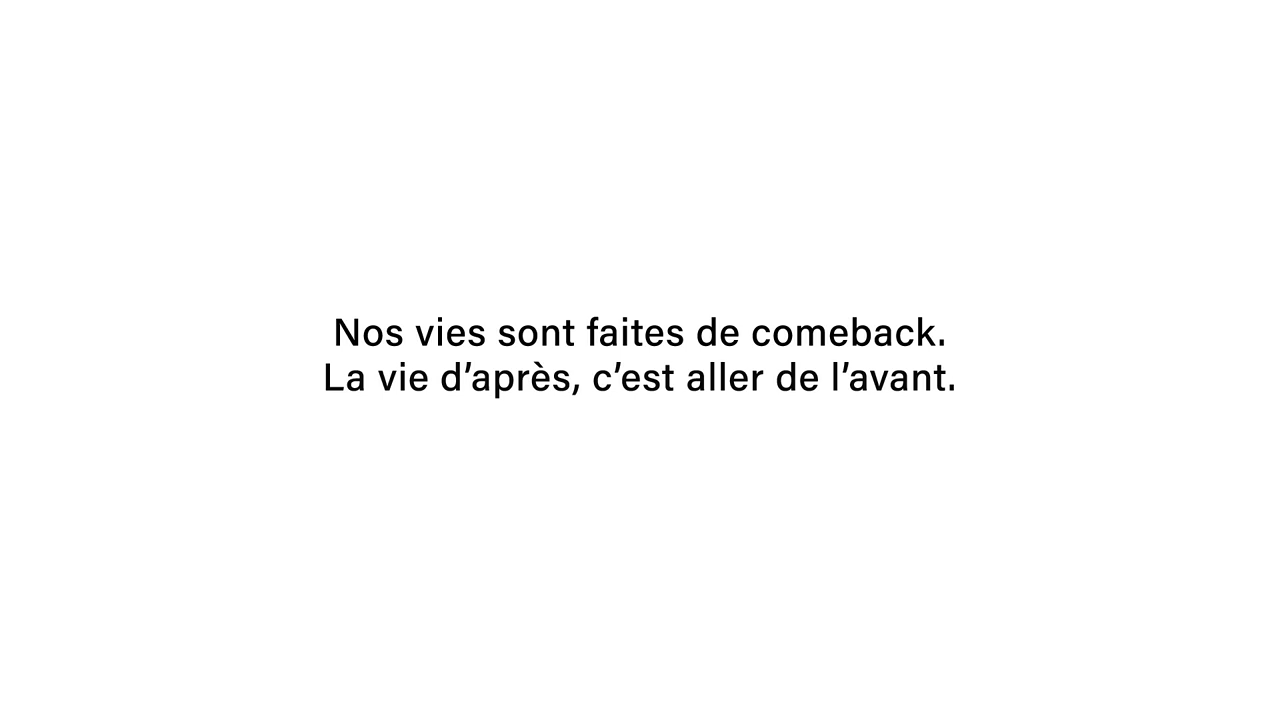 Nos vies sont faites de comeback.
La vie d’après, c’est aller de l’avant.